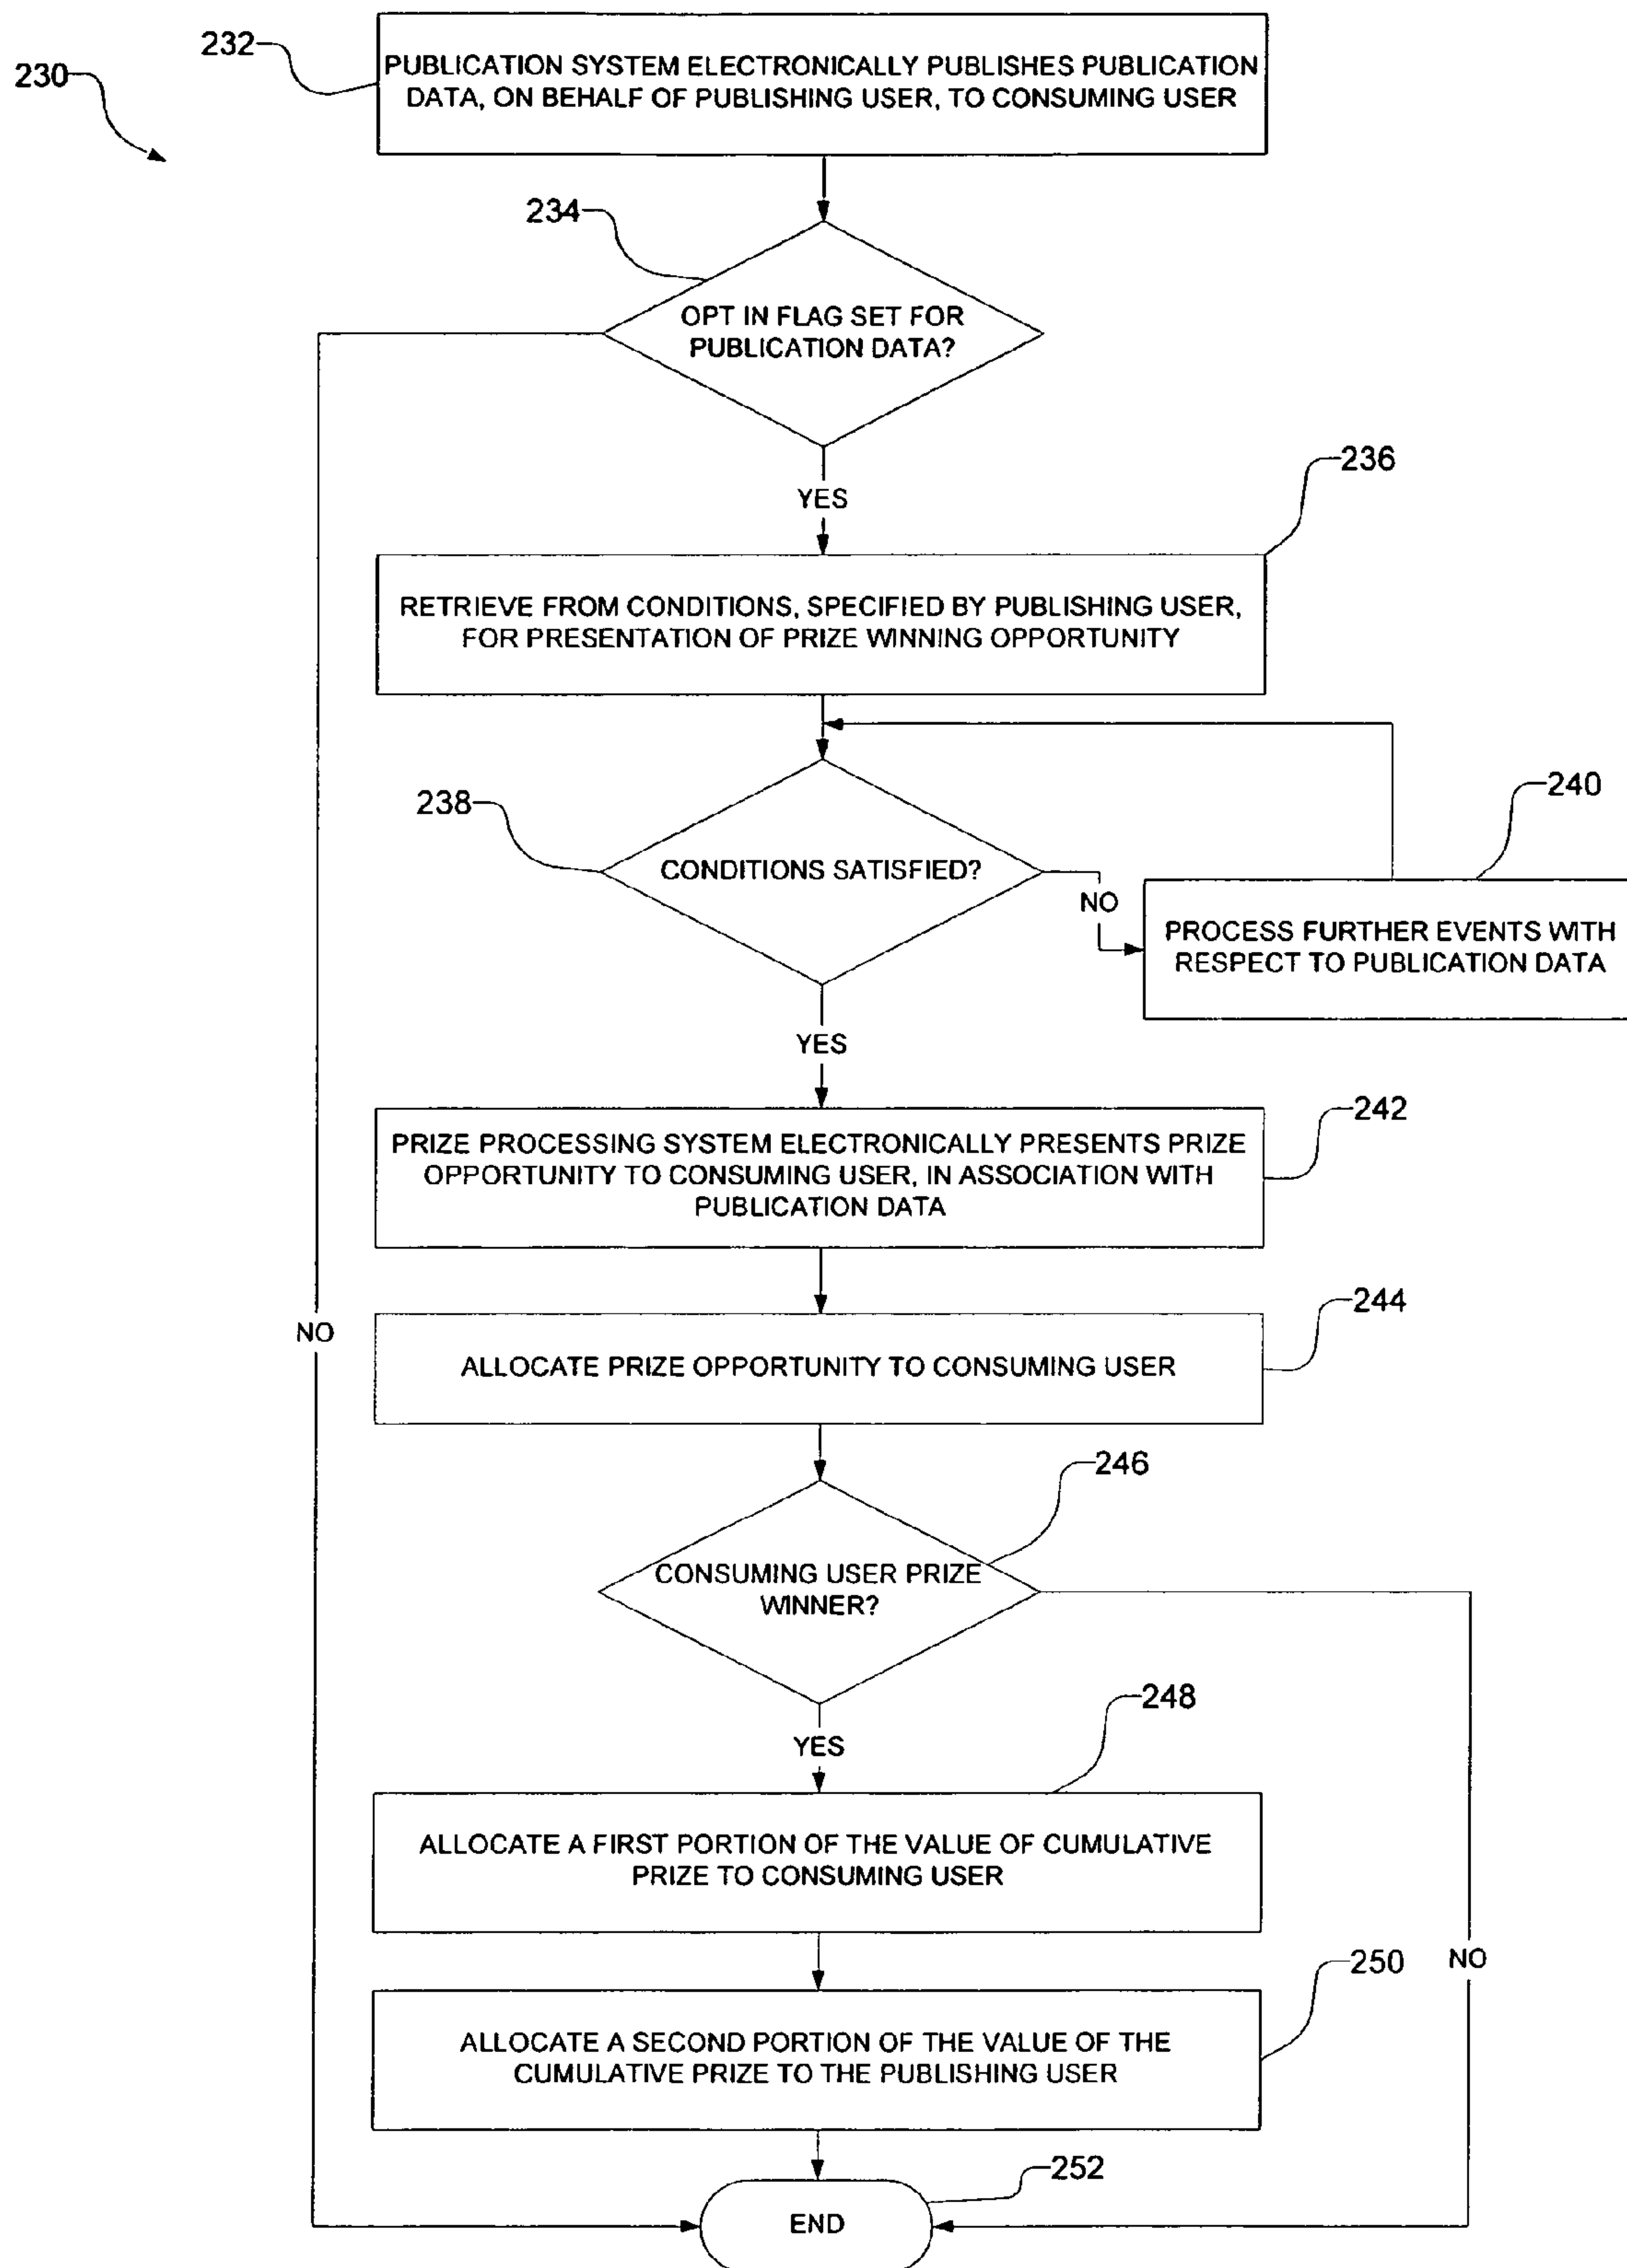 230
232
PUBLICATION SYSTEM ELECTRONICALLY PUBLISHES PUBLICATION
DATA, ON BEHALF OF PUBLISHING USER, TO CONSUMING USER
234
OPT IN FLAG SET FOR
PUBLICATION DATA?
YES
236
RETRIEVE FROM CONDITIONS, SPECIFIED BY PUBLISHING USER,
FOR PRESENTATION OF PRIZE WINNING OPPORTUNITY
238
CONDITIONS SATISFIED?
NO
240
PROCESS FURTHER EVENTS WITH
RESPECT TO PUBLICATION DATA
YES
242
PRIZE PROCESSING SYSTEM ELECTRONICALLY PRESENTS PRIZE
OPPORTUNITY TO CONSUMING USER, IN ASSOCIATION WITH
PUBLICATION DATA
244
NO
ALLOCATE PRIZE OPPORTUNITY TO CONSUMING USER
246
CONSUMING USER PRIZE
WINNER?
248
YES
ALLOCATE A FIRST PORTION OF THE VALUE OF CUMULATIVE
PRIZE TO CONSUMING USER
250
NO
ALLOCATE A SECOND PORTION OF THE VALUE OF THE
CUMULATIVE PRIZE TO THE PUBLISHING USER
252
END